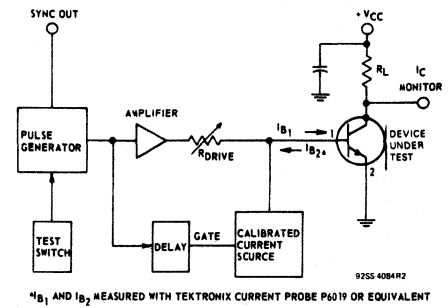 SYNC OUT
+ VCC
RL
IC
MONITOR
AMPLIFIER
PULSE
GENERATOR
RDRIVE
IB1
IB2▲
1
2
DEVICE
UNDER
TEST
TEST
SWITCH
DELAY
GATE
CALIBRATED
CURRENT
SOURCE
92SS-4084R2
▲IB1 AND IB2 MEASURED WITH TEKTRONIX CURRENT PROBE P6019 OR EQUIVALENT